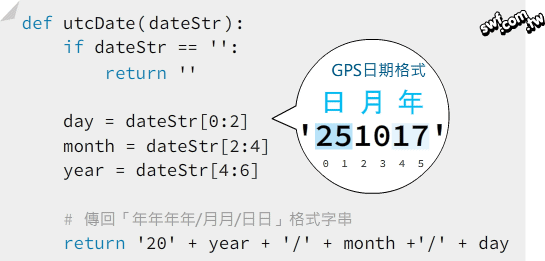 def utcDate(dateStr):
    if dateStr == '':
        return ''
    day = dateStr[0:2]
    month = dateStr[2:4]
    year = dateStr[4:6]
    # 傳回「年年年年/月月/日日」格式字串
    return '20' + year + '/' + month +'/' + day
GPS日期格式
日 月 年
'251017'
0 1 2 3 4 5
swf.com.tw